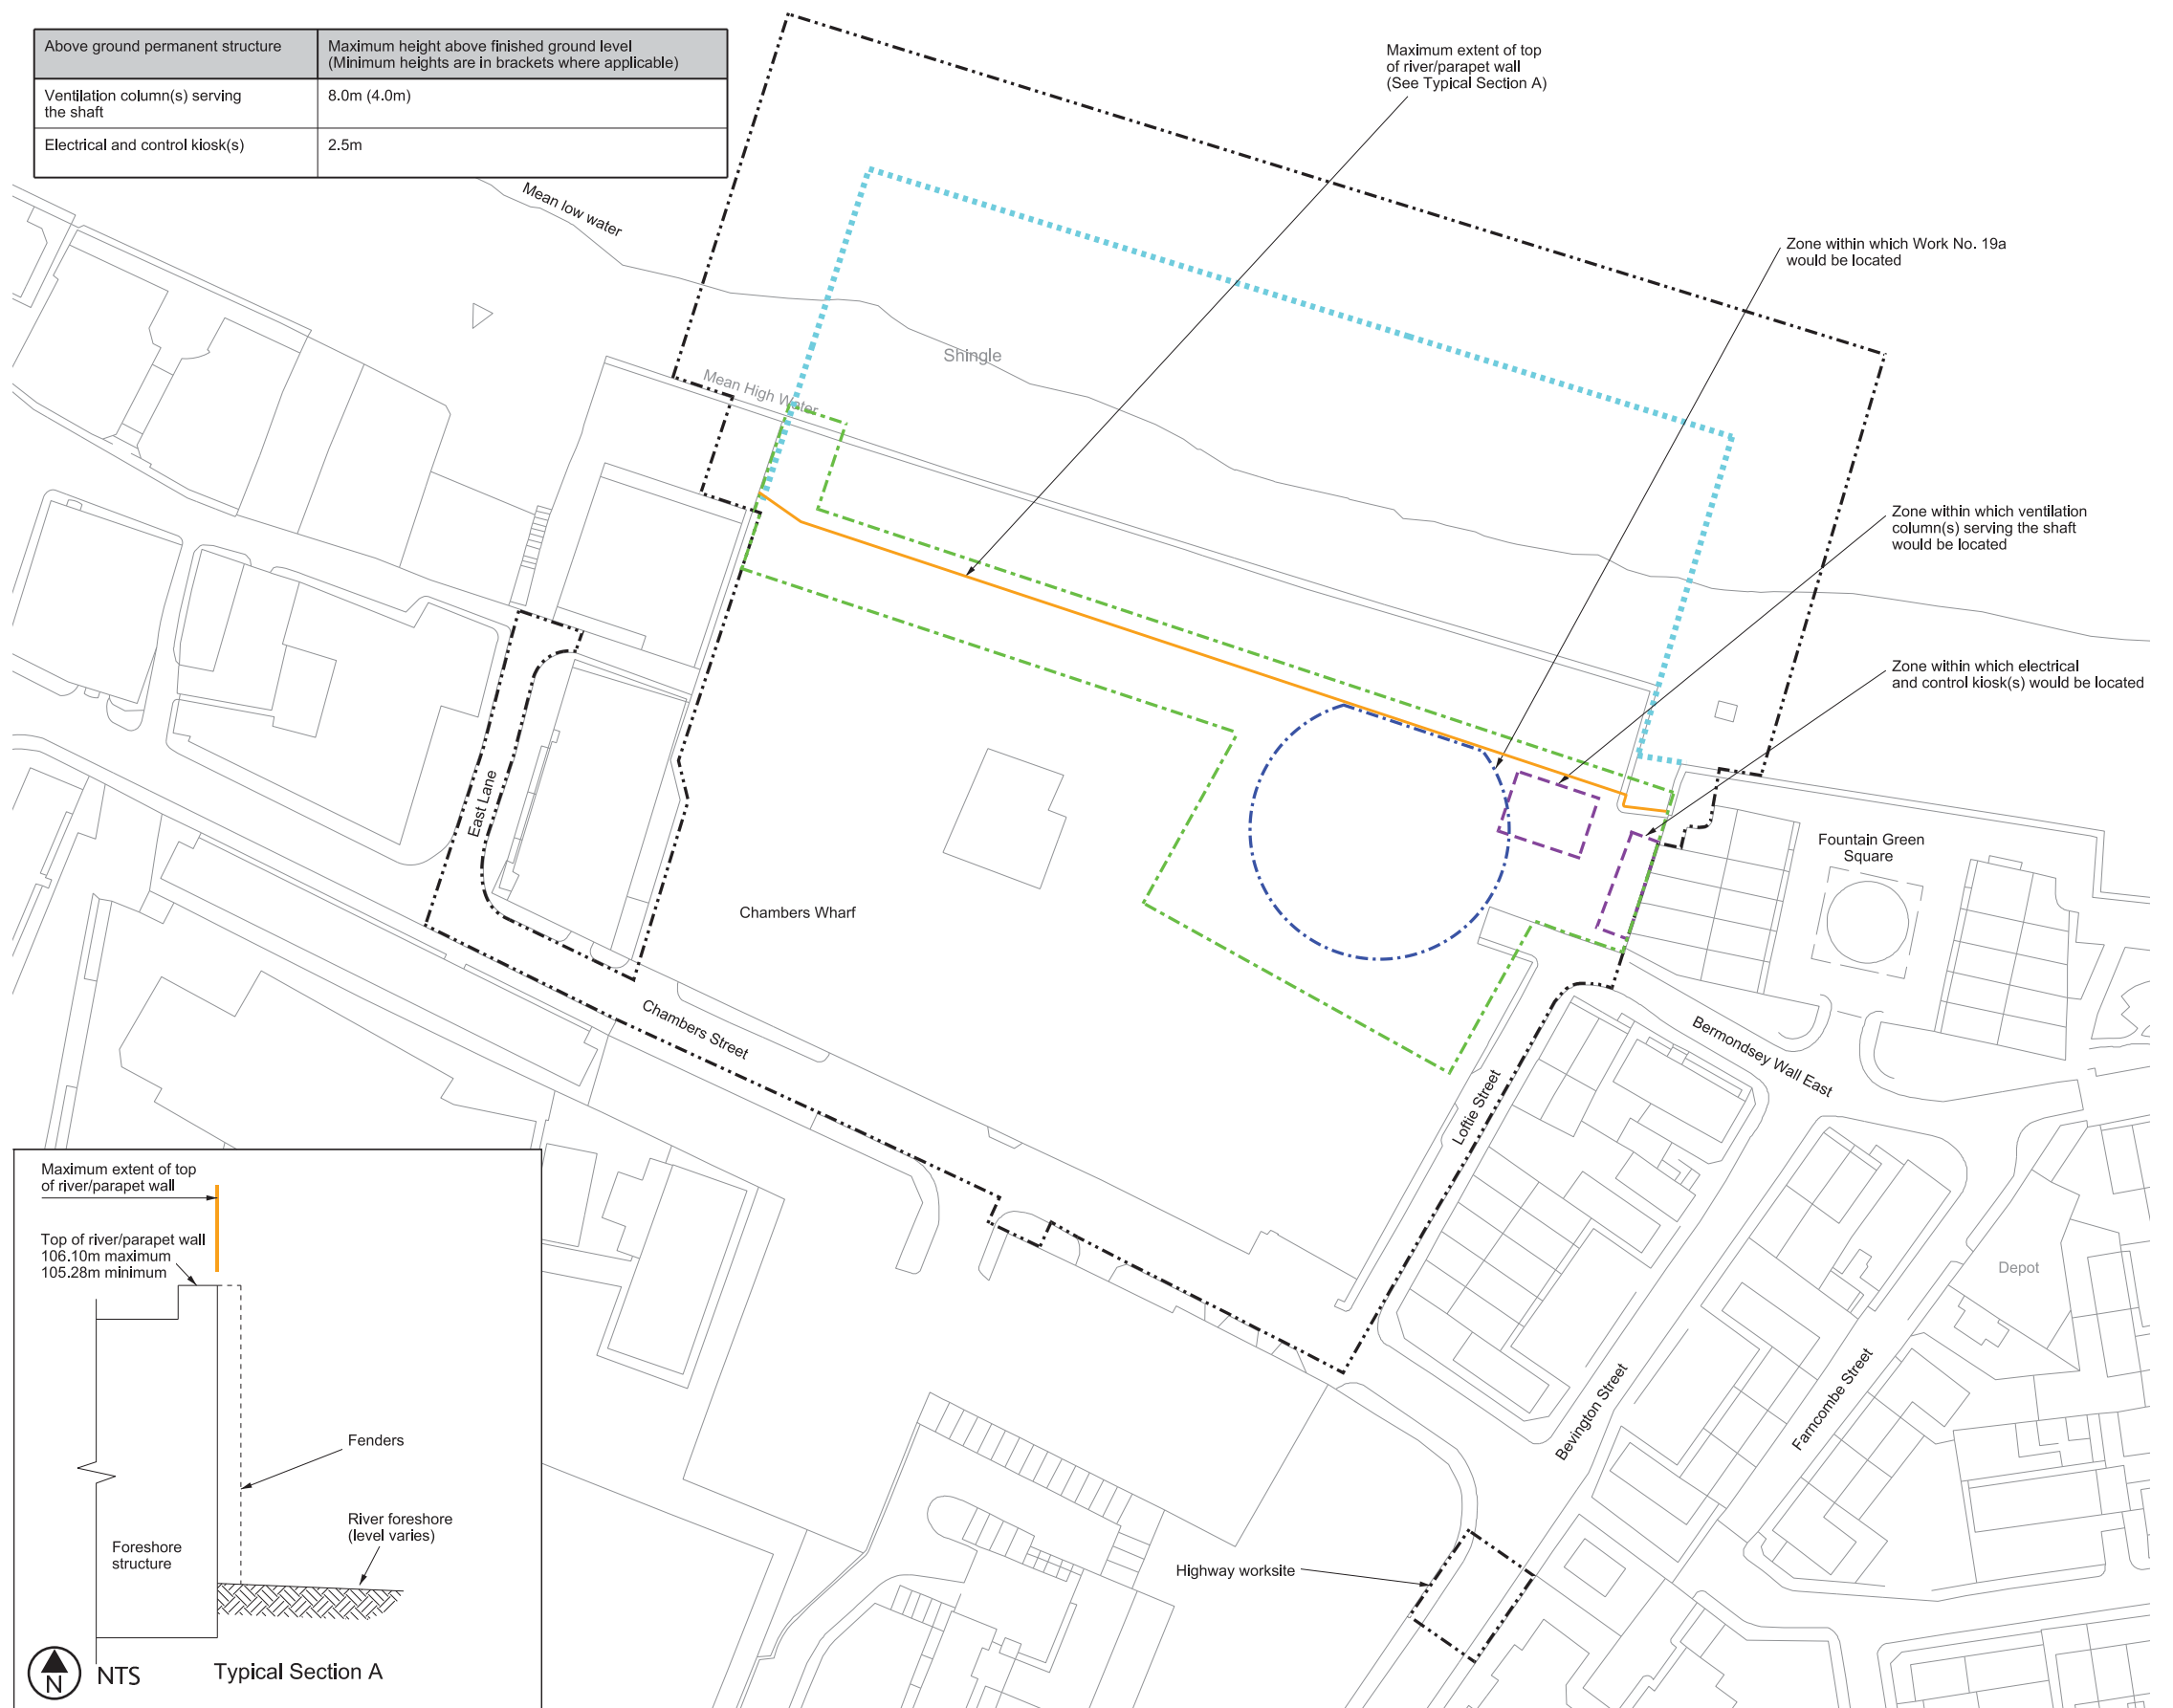 Above ground permanent structure
Maximum height above finished ground level
(Minimum heights are in brackets where applicable)
Ventilation column(s) serving
the shaft
8.0m (4.0m)
Electrical and control kiosk(s)
2.5m
Maximum extent of top
of river/parapet wall
(See Typical Section A)
Mean low water
Zone within which Work No. 19a
would be located
Shingle
Mean High Water
Zone within which ventilation
column(s) serving the shaft
would be located
Zone within which electrical
and control kiosk(s) would be located
East Lane
Fountain Green
Square
Chambers Wharf
Chambers Street
Bermondsey Wall East
Loftie Street
Depot
Bevington Street
Farncombe Street
Highway worksite
Maximum extent of top
of river/parapet wall
Top of river/parapet wall
106.10m maximum
105.28m minimum
Fenders
River foreshore
(level varies)
Foreshore
structure
N
NTS
Typical Section A